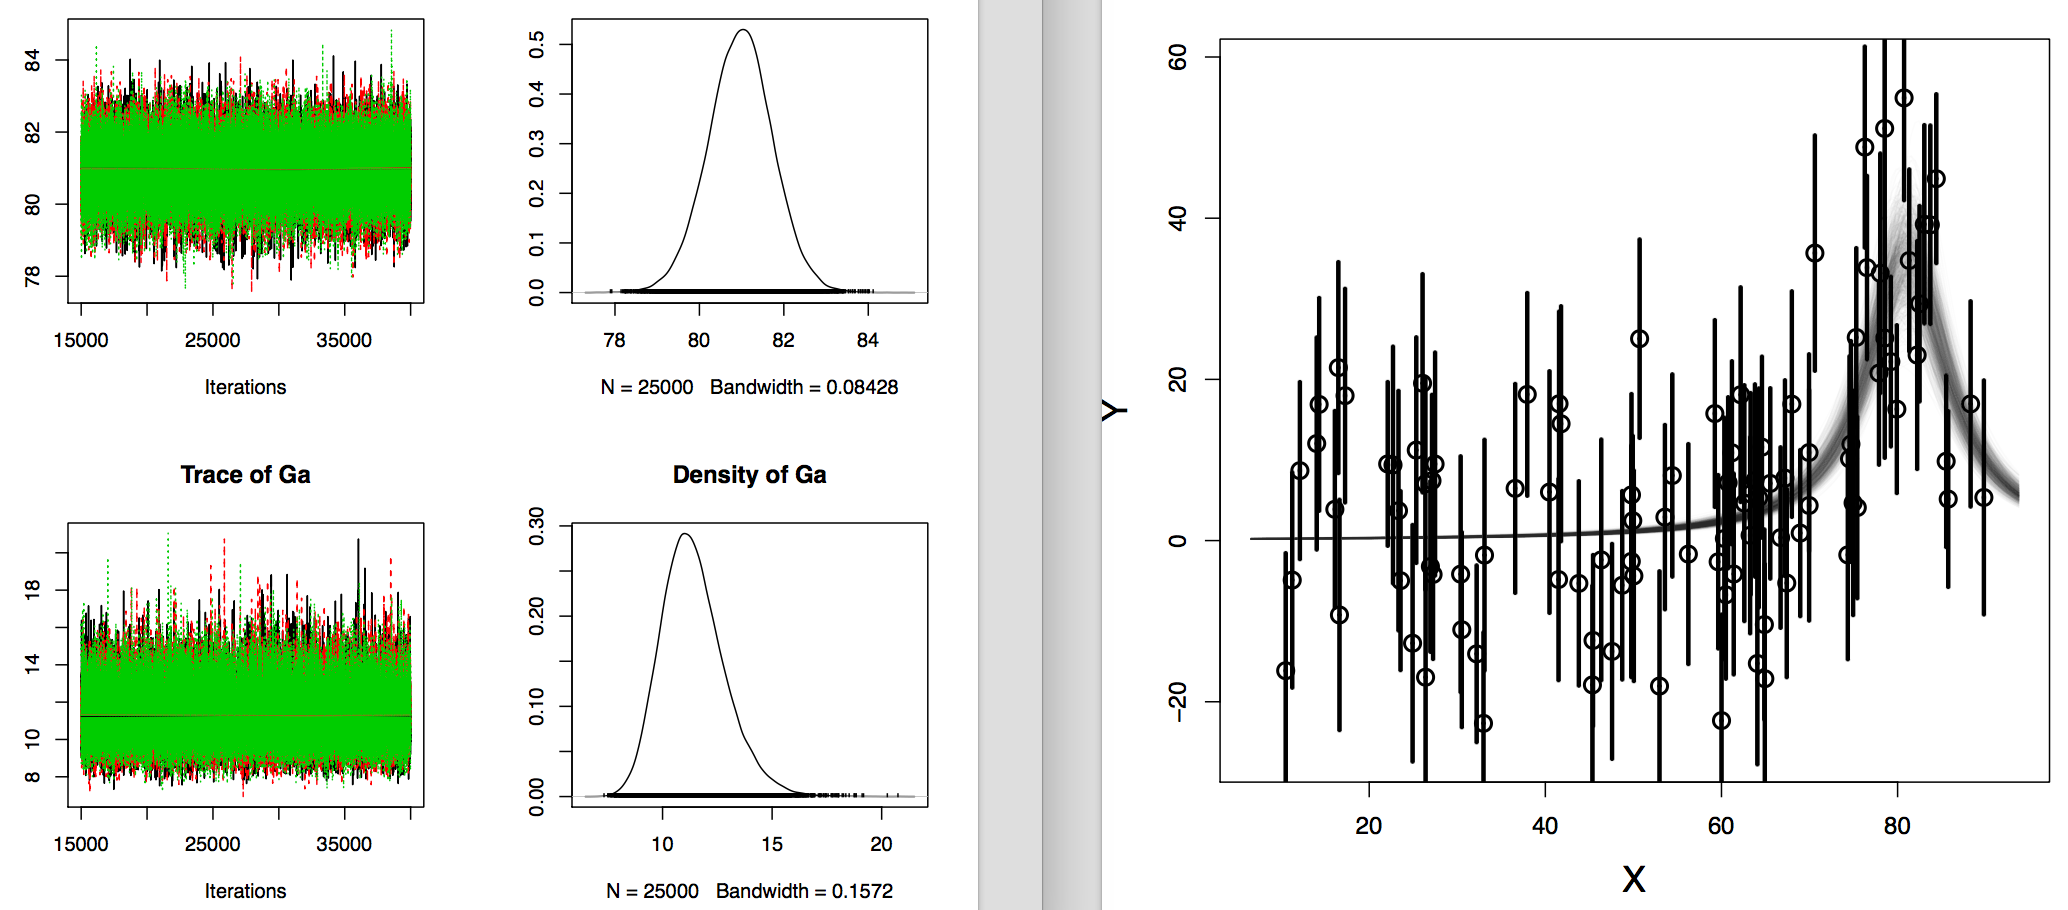 84
82
80
78
15000 25000 35000
Iterations
0.5
0.4
0.3
0.2
0.1
0.0
78 80 82 84
N = 25000 Bandwidth = 0.08428
Trace of Ga
18
14
10
8
15000 25000 35000
Iterations
Density of Ga
0.30
0.20
0.10
0.00
10 15 20
N = 25000 Bandwidth = 0.1572
Y
60
40
20
0
−20
20 40 60 80
X